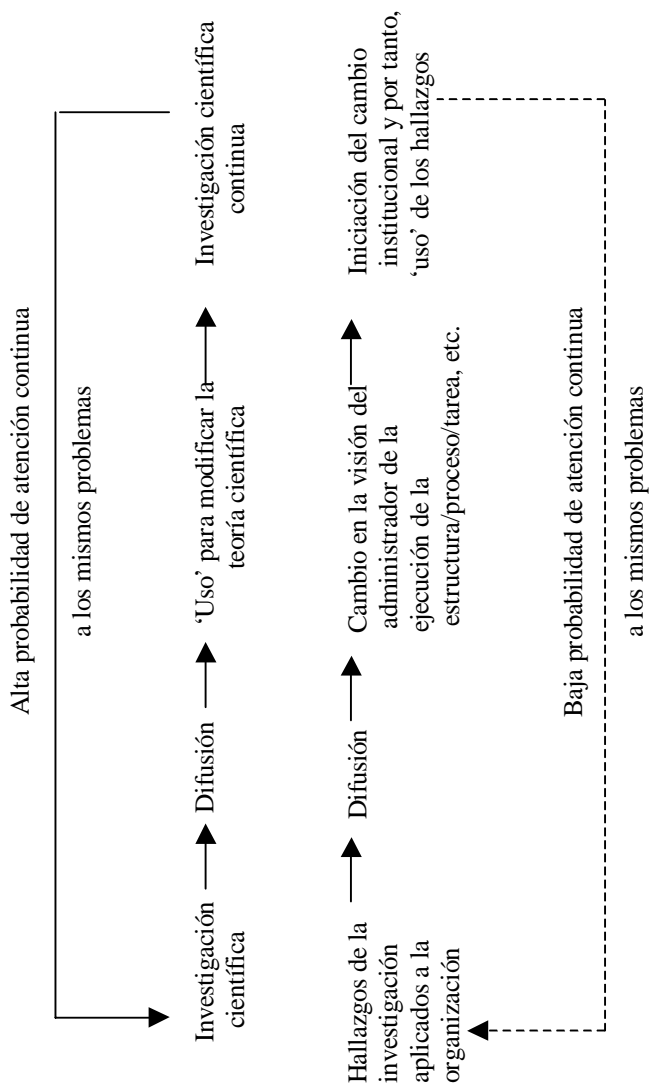 Alta probabilidad de atención continua
a los mismos problemas
Investigación
científica
Difusión
‘Uso’ para modificar la
teoría científica
Investigación científica
continua
Hallazgos de la
investigación
aplicados a la
organización
Difusión
Cambio en la visión del
administrador de la
ejecución de la
estructura/proceso/tarea, etc.
Iniciación del cambio
institucional y por tanto,
‘uso’ de los hallazgos
Baja probabilidad de atención continua
a los mismos problemas